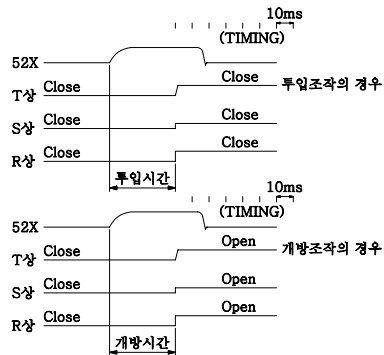 10ms
(TIMING)
52X
T상 Close Close 투입조작의 경우
S상 Close Close
R상 Close Close
투입시간
10ms
(TIMING)
52X
T상 Close Open 개방조작의 경우
S상 Close Open
R상 Close Open
개방시간